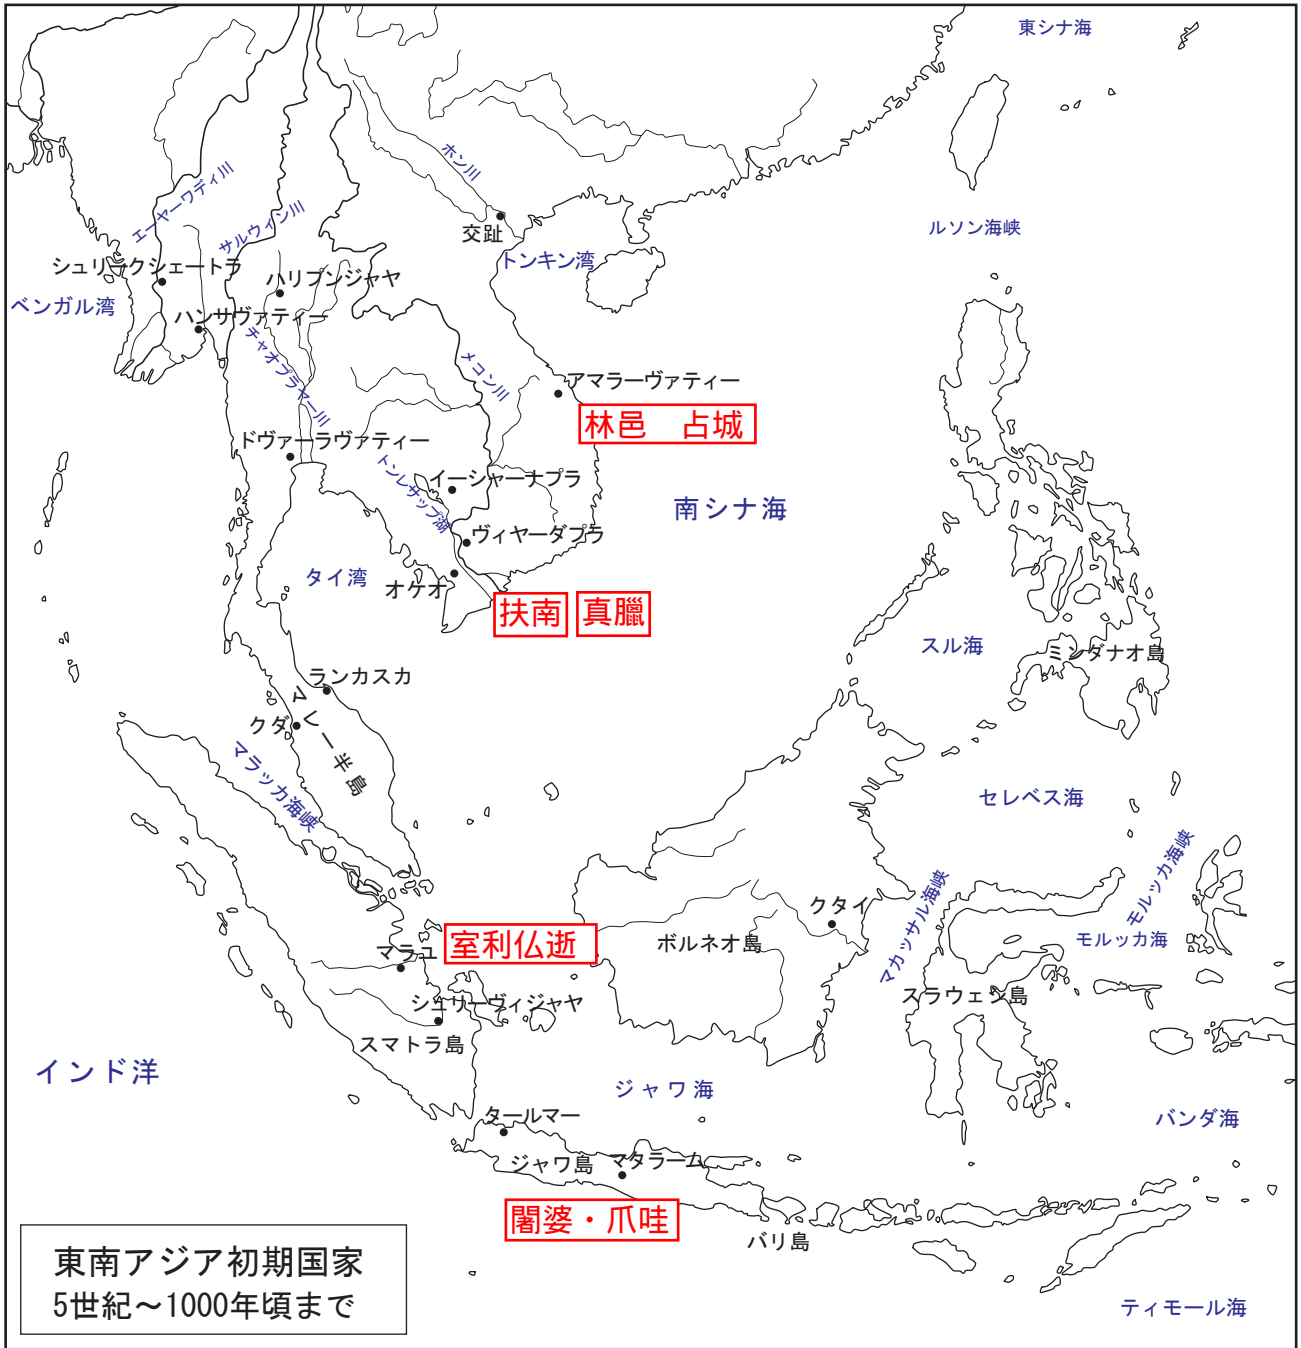 東シナ海
ホン川
エーヤーワディ川
サルウィン川
交趾
ルソン海峡
トンキン湾
シュリークシェートラ
ハリプンジャヤ
ベンガル湾
ハンサヴァティー
チャオプラヤー川
メコン川
アマラーヴァティー
林邑 占城
ドヴァーラヴァティー
トンレサップ湖
イーシャーナプラ
南シナ海
ヴィヤーダプラ
タイ湾
オケオ
扶南
真臘
スル海
ミンダナオ島
ランカスカ
クダ
マレー半島
マラッカ海峡
セレベス海
モルッカ海峡
マカッサル海峡
クタイ
室利仏逝
ボルネオ島
モルッカ海
マラユ
シュリーヴィジャヤ
スラウェシ島
スマトラ島
インド洋
ジャワ海
タールマー
バンダ海
ジャワ島
マタラーム
闍婆・爪哇
バリ島
東南アジア初期国家
5世紀～1000年頃まで
ティモール海